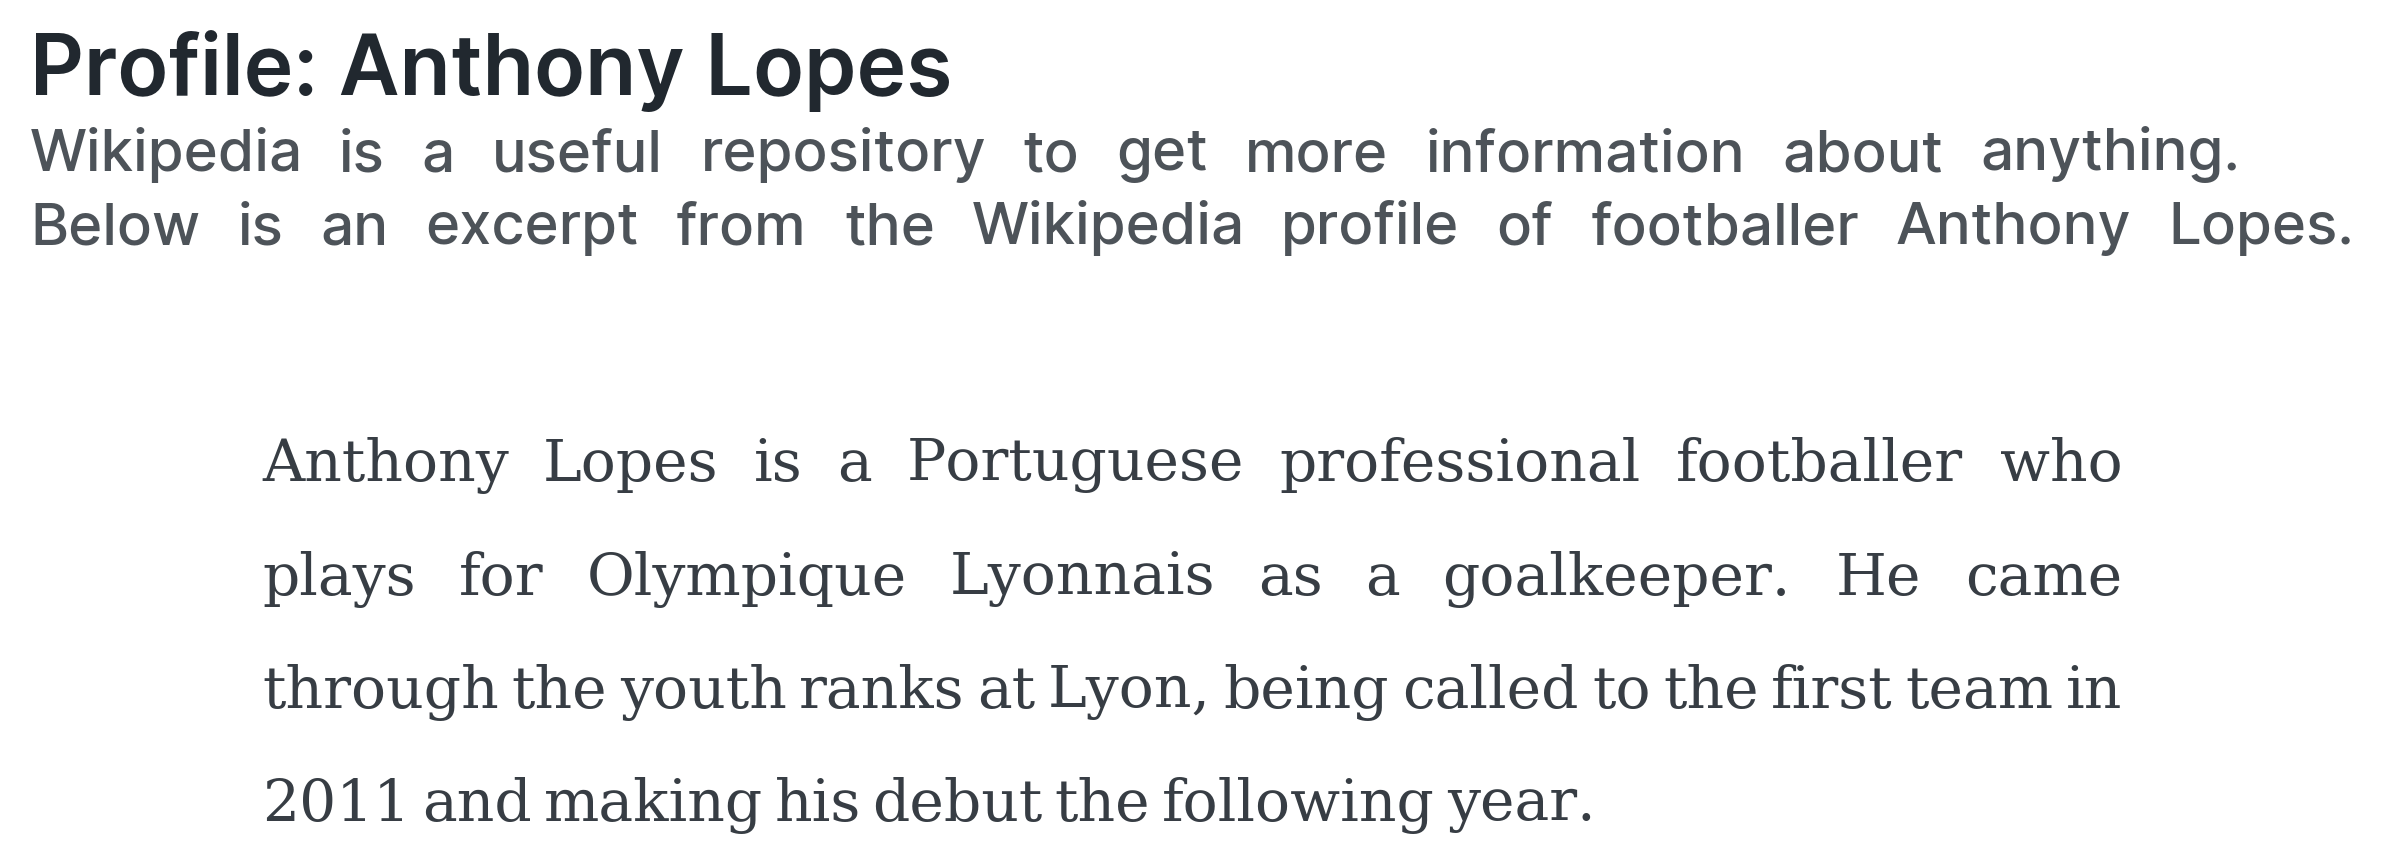 Profile: Anthony Lopes
Wikipedia is a useful repository to get more information about anything.
Below is an excerpt from the Wikipedia profile of footballer Anthony Lopes.
Anthony Lopes is a Portuguese professional footballer who
plays for Olympique Lyonnais as a goalkeeper. He came
through the youth ranks at Lyon, being called to the first team in
2011 and making his debut the following year.